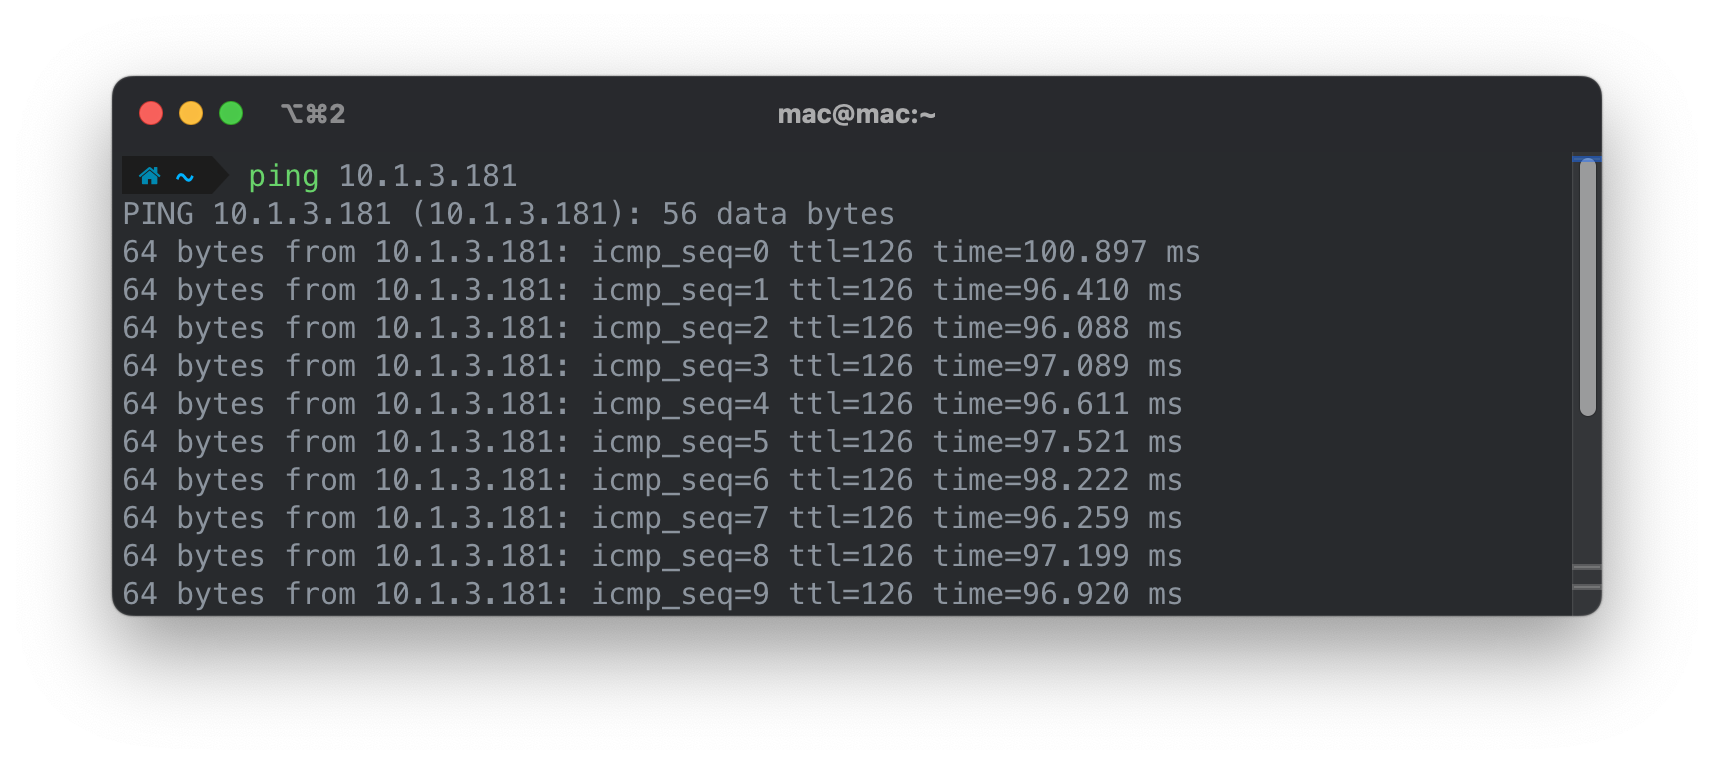 ⌥⌘2
mac@mac:~
~ ping 10.1.3.181
PING 10.1.3.181 (10.1.3.181): 56 data bytes
64 bytes from 10.1.3.181: icmp_seq=0 ttl=126 time=100.897 ms
64 bytes from 10.1.3.181: icmp_seq=1 ttl=126 time=96.410 ms
64 bytes from 10.1.3.181: icmp_seq=2 ttl=126 time=96.088 ms
64 bytes from 10.1.3.181: icmp_seq=3 ttl=126 time=97.089 ms
64 bytes from 10.1.3.181: icmp_seq=4 ttl=126 time=96.611 ms
64 bytes from 10.1.3.181: icmp_seq=5 ttl=126 time=97.521 ms
64 bytes from 10.1.3.181: icmp_seq=6 ttl=126 time=98.222 ms
64 bytes from 10.1.3.181: icmp_seq=7 ttl=126 time=96.259 ms
64 bytes from 10.1.3.181: icmp_seq=8 ttl=126 time=97.199 ms
64 bytes from 10.1.3.181: icmp_seq=9 ttl=126 time=96.920 ms